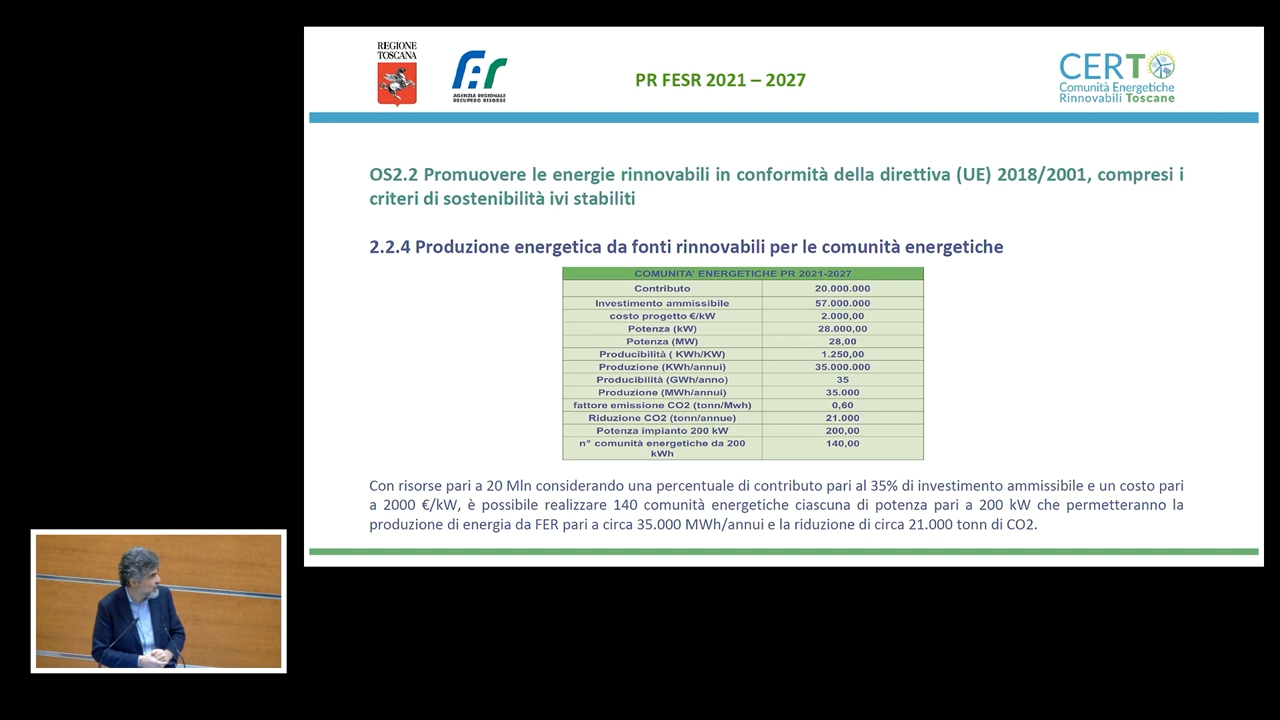 REGIONE
TOSCANA
AGENZIA REGIONALE
RECUPERO RISORSE
PR FESR 2021 – 2027
CERTO
Comunità Energetiche
Rinnovabili Toscane
OS2.2 Promuovere le energie rinnovabili in conformità della direttiva (UE) 2018/2001, compresi i
criteri di sostenibilità ivi stabiliti
2.2.4 Produzione energetica da fonti rinnovabili per le comunità energetiche
COMUNITA' ENERGETICHE PR 2021-2027
Contributo 20.000.000
Investimento ammissibile 57.000.000
costo progetto €/kW 2.000,00
Potenza (kW) 28.000,00
Potenza (MW) 28,00
Producibilità ( KWh/KW) 1.250,00
Produzione (KWh/annui) 35.000.000
Producibilità (GWh/anno) 35
Produzione (MWh/annui) 35.000
fattore emissione CO2 (tonn/Mwh) 0,60
Riduzione CO2 (tonn/annue) 21.000
Potenza impianto 200 kW 200,00
n° comunità energetiche da 200 140,00
kWh
Con risorse pari a 20 Mln considerando una percentuale di contributo pari al 35% di investimento ammissibile e un costo pari
a 2000 €/kW, è possibile realizzare 140 comunità energetiche ciascuna di potenza pari a 200 kW che permetteranno la
produzione di energia da FER pari a circa 35.000 MWh/annui e la riduzione di circa 21.000 tonn di CO2.